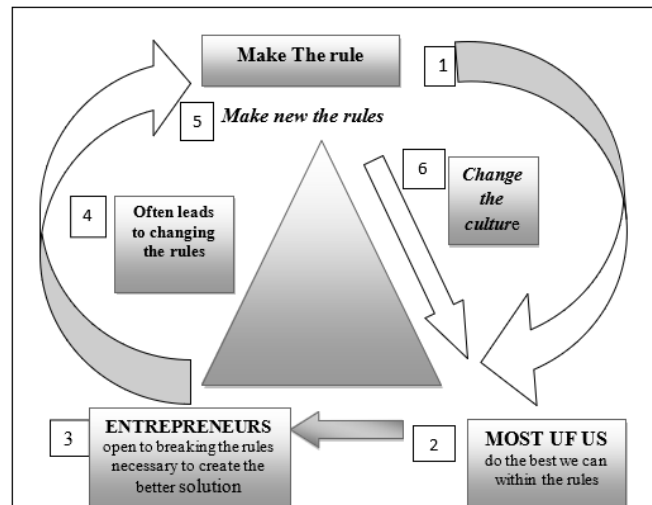 Make The rule
1
5
Make new the rules
6
Change
the
culture
4
Often leads
to changing
the rules
3
ENTREPRENEURS
open to breaking the rules
necessary to create the
better solution
2
MOST UF US
do the best we can
within the rules